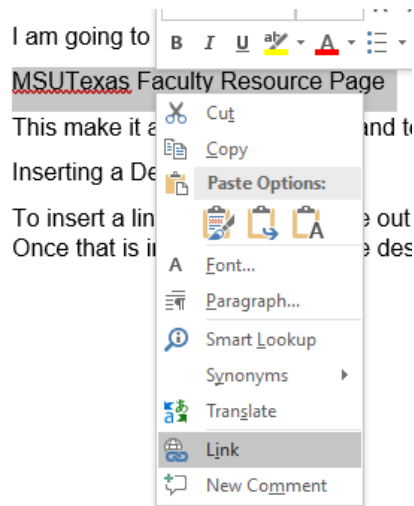 I am going to
B I U ab A
MSUTexas Faculty Resource Page
Cut
This make it a and to
Copy
Inserting a De
Paste Options:
To insert a lin e out
Once that is i e des
A Font...
Paragraph...
Smart Lookup
Synonyms
Translate
Link
New Comment